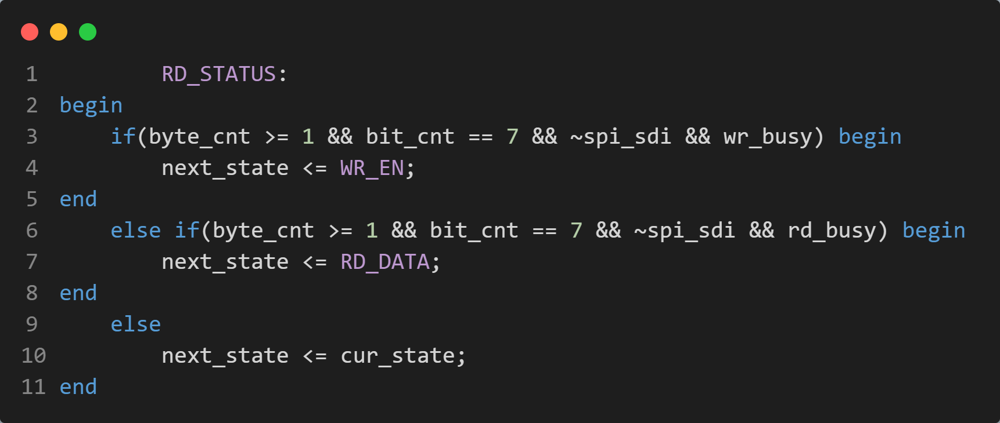 1         RD_STATUS:
2 begin
3     if(byte_cnt >= 1 && bit_cnt == 7 && ~spi_sdi && wr_busy) begin
4         next_state <= WR_EN;
5 end
6     else if(byte_cnt >= 1 && bit_cnt == 7 && ~spi_sdi && rd_busy) begin
7         next_state <= RD_DATA;
8 end
9     else
10         next_state <= cur_state;
11 end